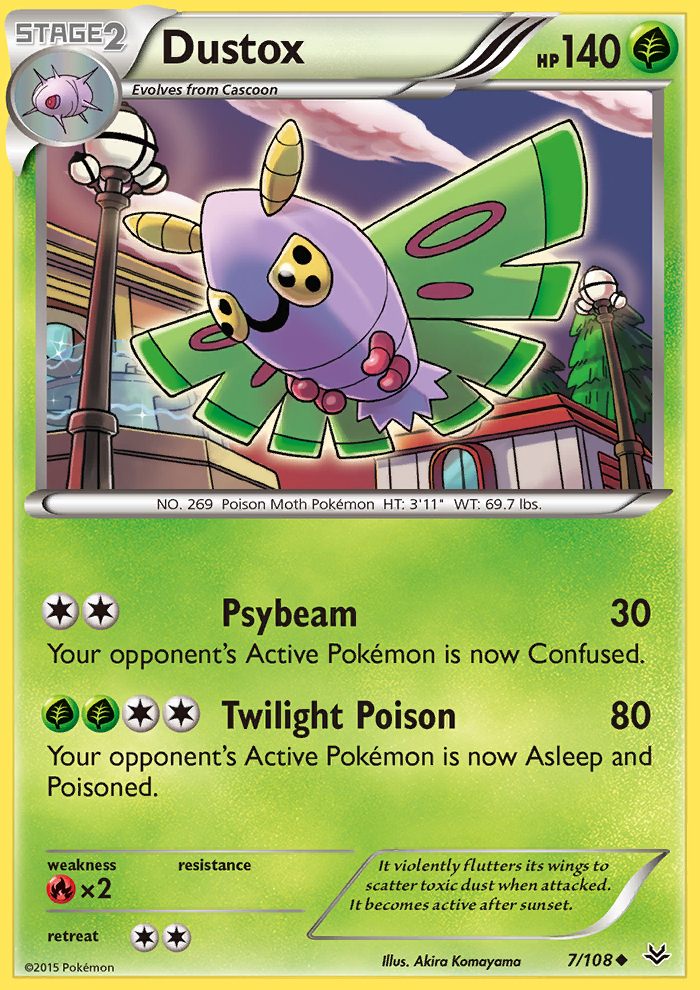 STAGE2
Dustox
HP140
Evolves from Cascoon
NO. 269 Poison Moth Pokémon HT: 3'11" WT: 69.7 lbs.
Psybeam 30
Your opponent's Active Pokémon is now Confused.
Twilight Poison 80
Your opponent's Active Pokémon is now Asleep and
Poisoned.
weakness resistance
×2
It violently flutters its wings to
scatter toxic dust when attacked.
It becomes active after sunset.
retreat
©2015 Pokémon
Illus. Akira Komayama
7/108